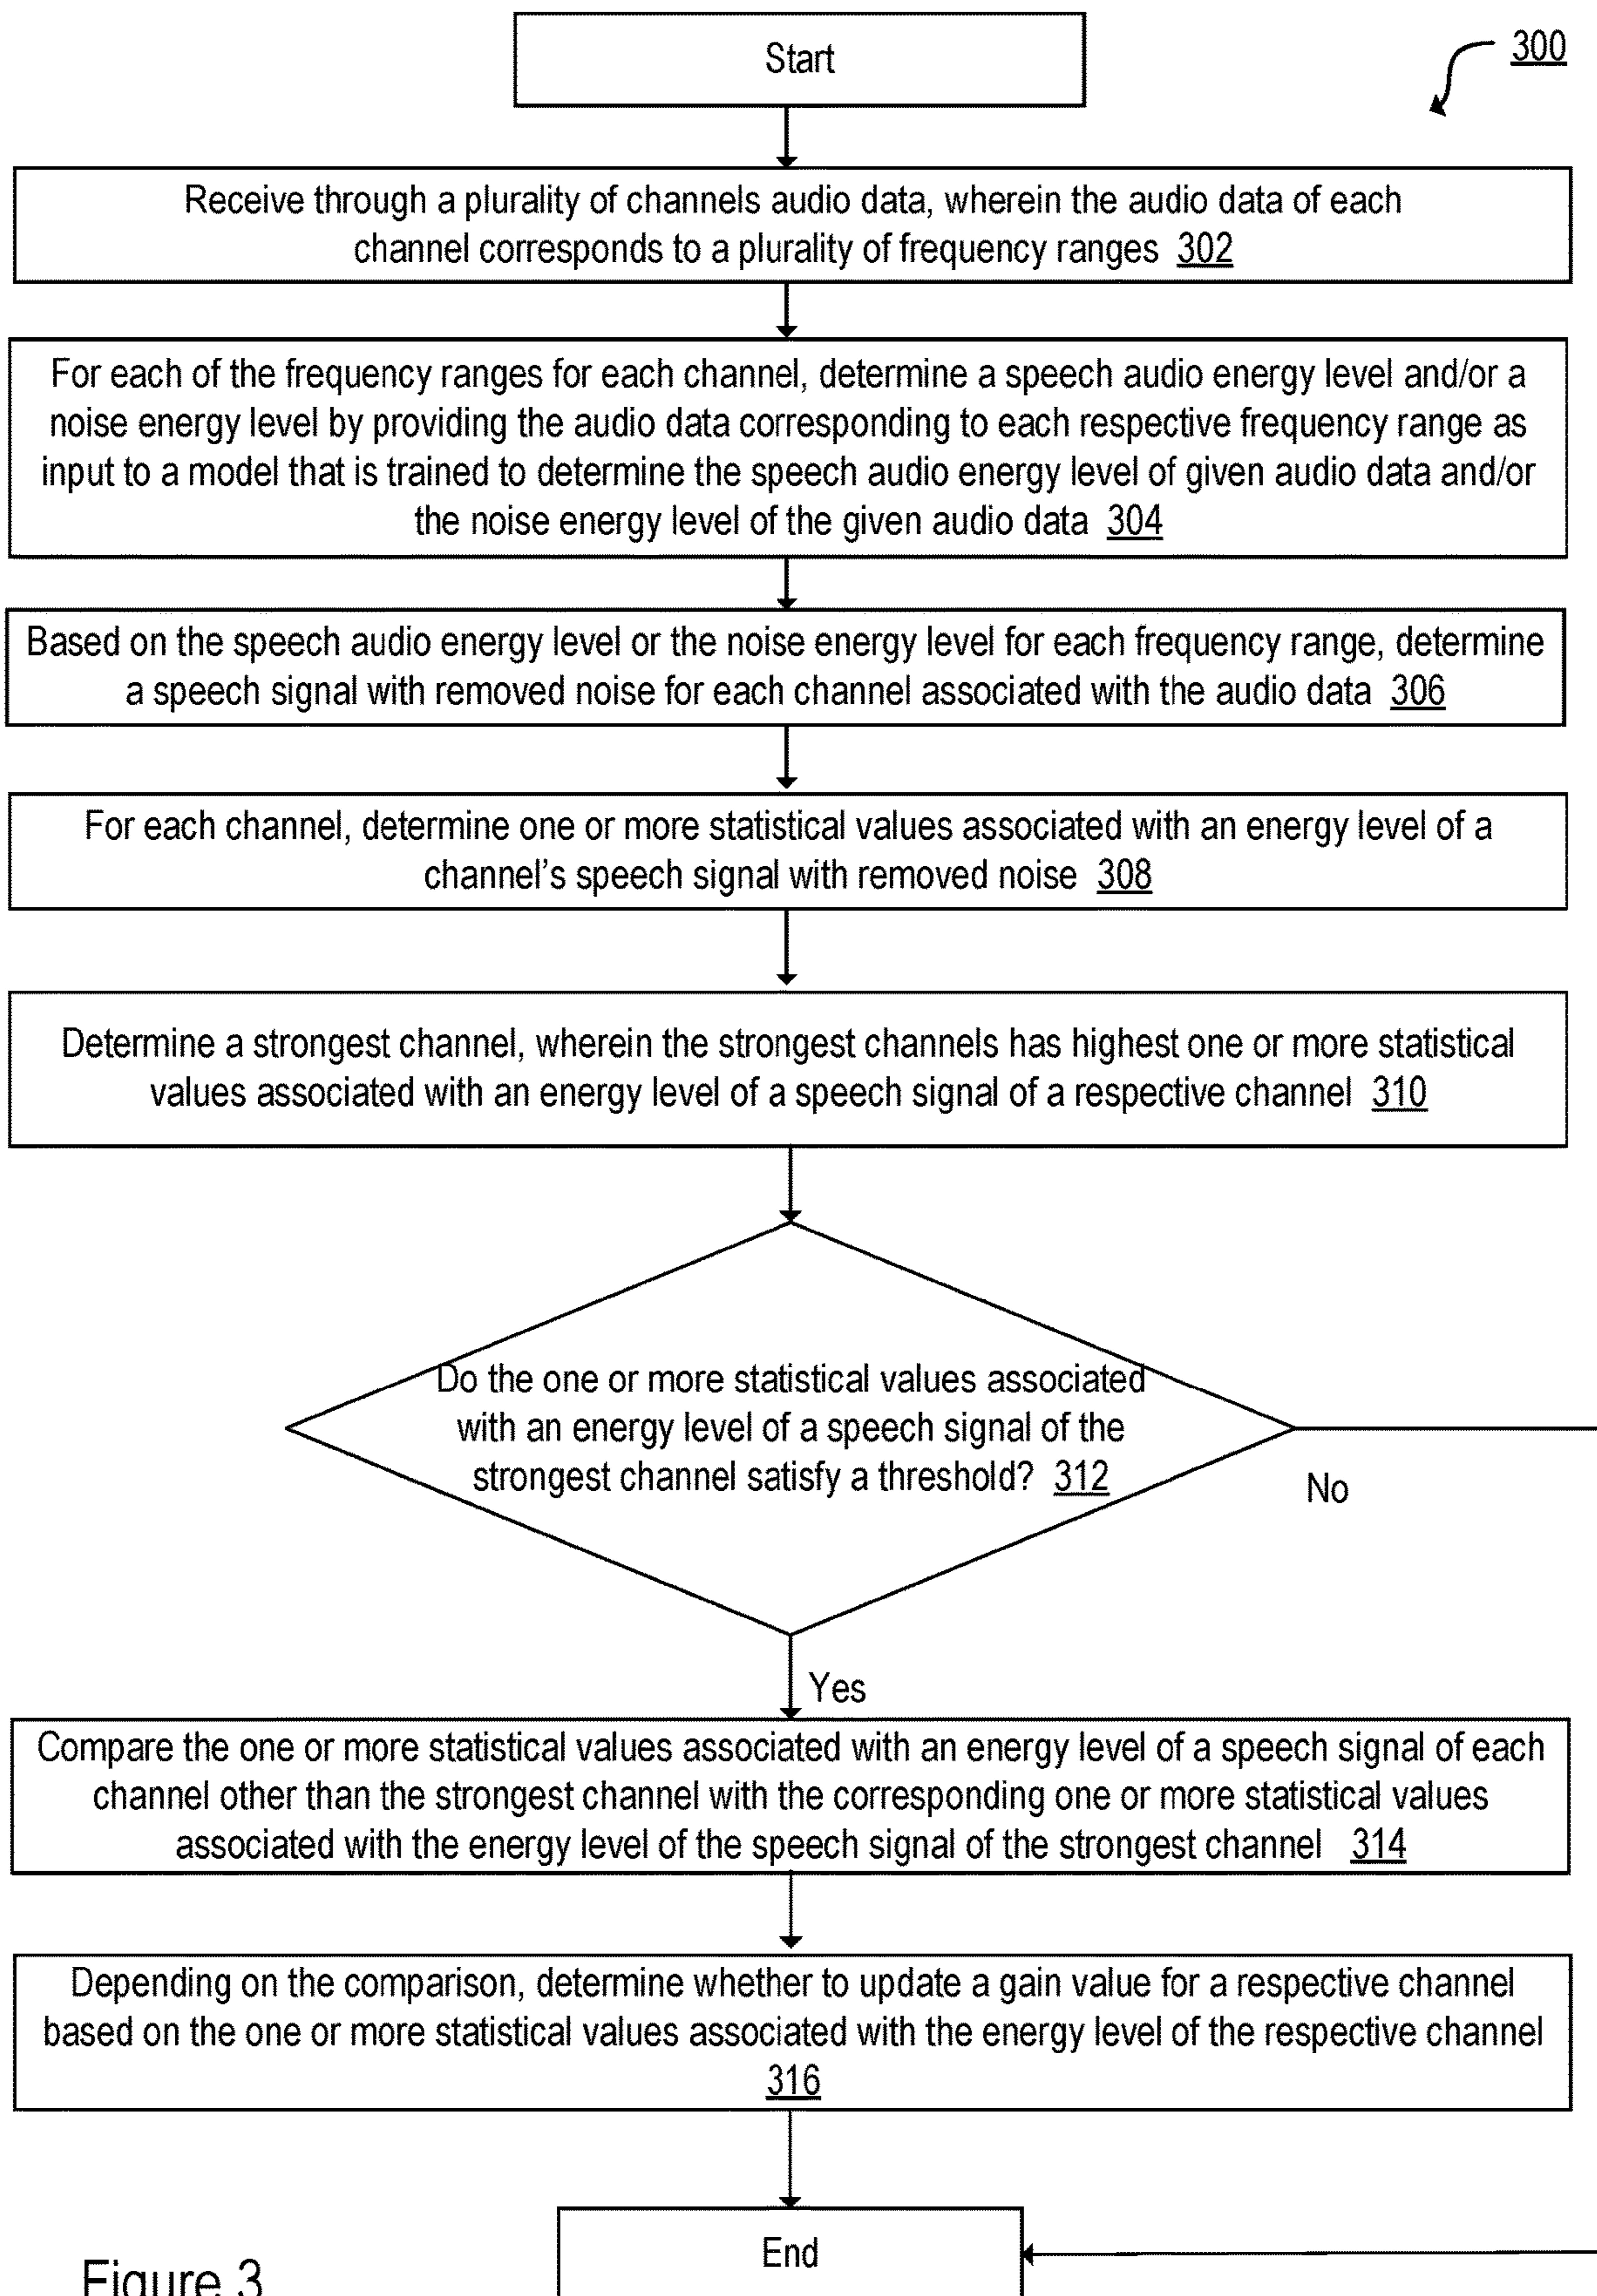 Start
300
Receive through a plurality of channels audio data, wherein the audio data of each
channel corresponds to a plurality of frequency ranges 302
For each of the frequency ranges for each channel, determine a speech audio energy level and/or a
noise energy level by providing the audio data corresponding to each respective frequency range as
input to a model that is trained to determine the speech audio energy level of given audio data and/or
the noise energy level of the given audio data 304
Based on the speech audio energy level or the noise energy level for each frequency range, determine
a speech signal with removed noise for each channel associated with the audio data 306
For each channel, determine one or more statistical values associated with an energy level of a
channel’s speech signal with removed noise 308
Determine a strongest channel, wherein the strongest channels has highest one or more statistical
values associated with an energy level of a speech signal of a respective channel 310
Do the one or more statistical values associated
with an energy level of a speech signal of the
strongest channel satisfy a threshold? 312
No
Yes
Compare the one or more statistical values associated with an energy level of a speech signal of each
channel other than the strongest channel with the corresponding one or more statistical values
associated with the energy level of the speech signal of the strongest channel 314
Depending on the comparison, determine whether to update a gain value for a respective channel
based on the one or more statistical values associated with the energy level of the respective channel
316
End
Figure 3